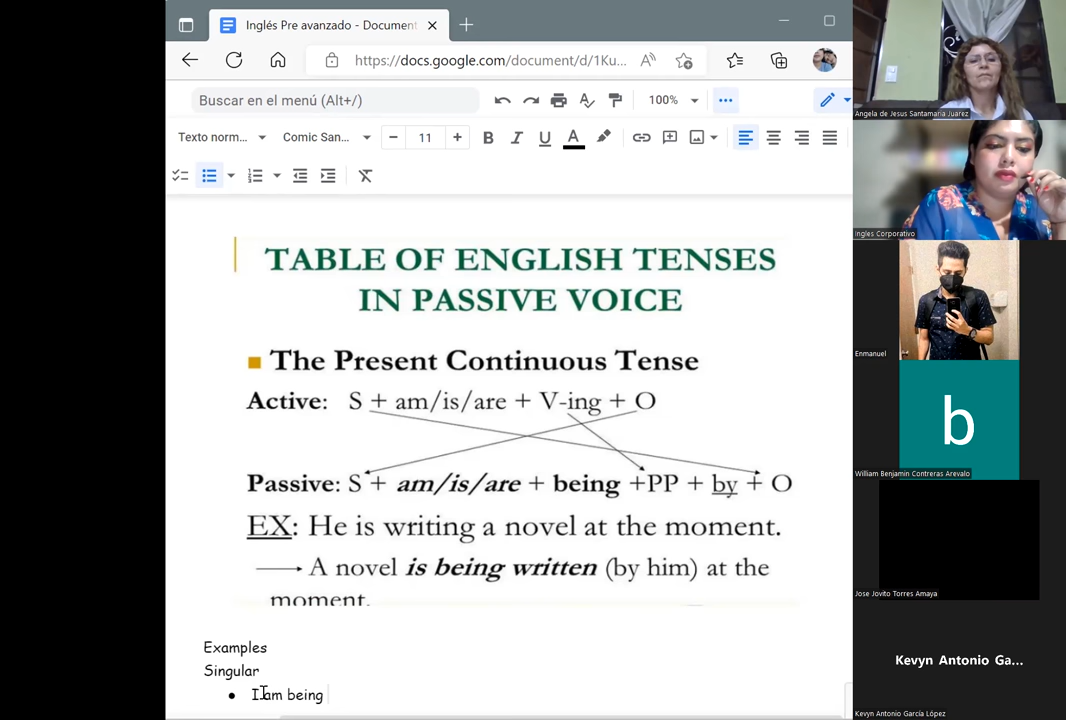 Inglés Pre avanzado - Document
https://docs.google.com/document/d/1Ku...
Buscar en el menú (Alt+/)
100%
Texto norm...
Comic San...
11
B I U A
TABLE OF ENGLISH TENSES
IN PASSIVE VOICE
The Present Continuous Tense
Active: S + am/is/are + V-ing + O
Passive: S + am/is/are + being +PP + by + O
EX: He is writing a novel at the moment.
A novel is being written (by him) at the
moment.
Examples
Singular
I am being
Angela de Jesus Santamaria Juarez
Ingles Corporativo
Enmanuel
b
William Benjamin Contreras Arevalo
Jose Jovito Torres Amaya
Kevyn Antonio Ga...
Kevyn Antonio García López